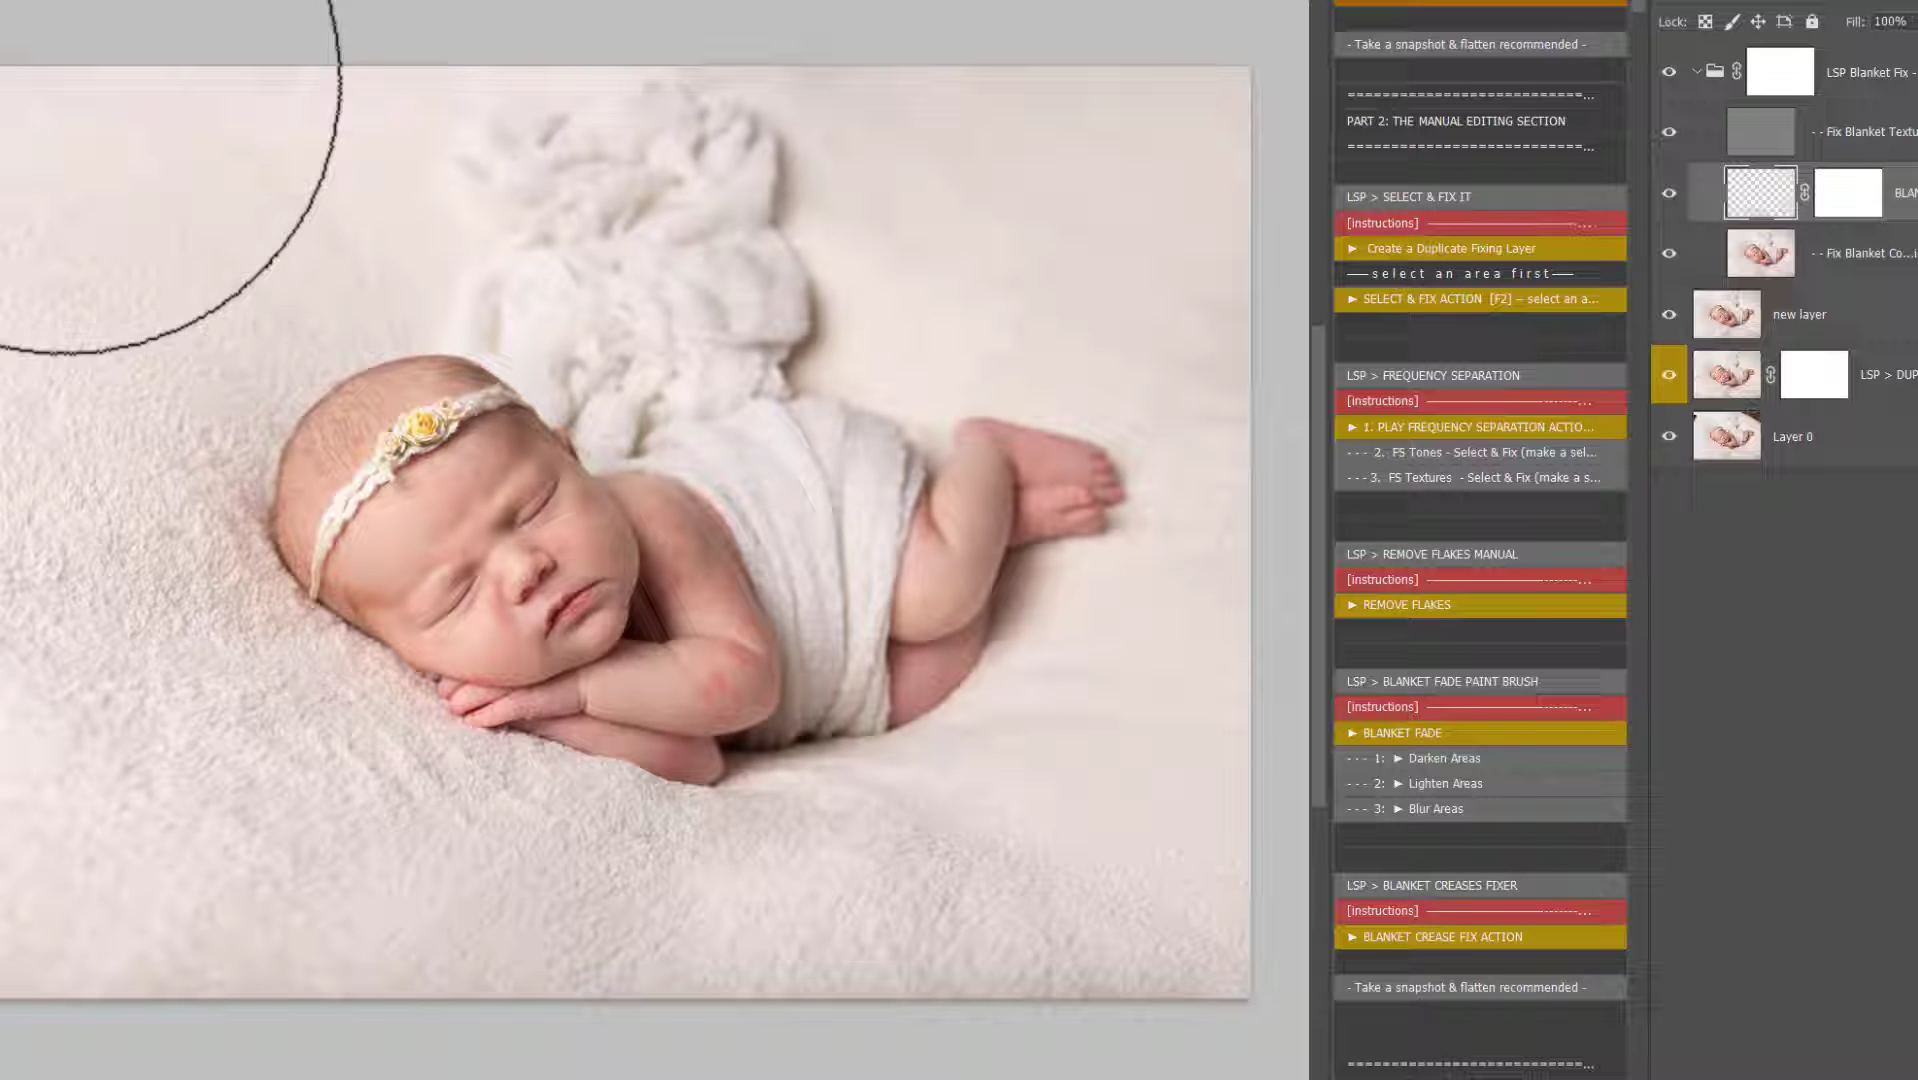 - Take a snapshot & flatten recommended -
===========================...
PART 2: THE MANUAL EDITING SECTION
===========================...
LSP > SELECT & FIX IT
[instructions] ————————————---...
► Create a Duplicate Fixing Layer
——s e l e c t  a n  a r e a  f i r s t——
► SELECT & FIX ACTION [F2] -- select an a...
LSP > FREQUENCY SEPARATION
[instructions] ————————————-------...
► 1. PLAY FREQUENCY SEPARATION ACTIO...
--- 2. FS Tones - Select & Fix (make a sel...
---3. FS Textures - Select & Fix (make a s...
LSP > REMOVE FLAKES MANUAL
[instructions] ————————————-------...
► REMOVE FLAKES
LSP > BLANKET FADE PAINT BRUSH
[instructions] ————————————-------...
► BLANKET FADE
--- 1: ► Darken Areas
--- 2: ► Lighten Areas
--- 3: ► Blur Areas
LSP > BLANKET CREASES FIXER
[instructions] ————————————-------...
► BLANKET CREASE FIX ACTION
- Take a snapshot & flatten recommended -
===========================...
Lock: Fill: 100%
LSP Blanket Fix -
- - Fix Blanket Textu
BLAN
- - Fix Blanket Co...i
new layer
LSP > DUP
Layer 0